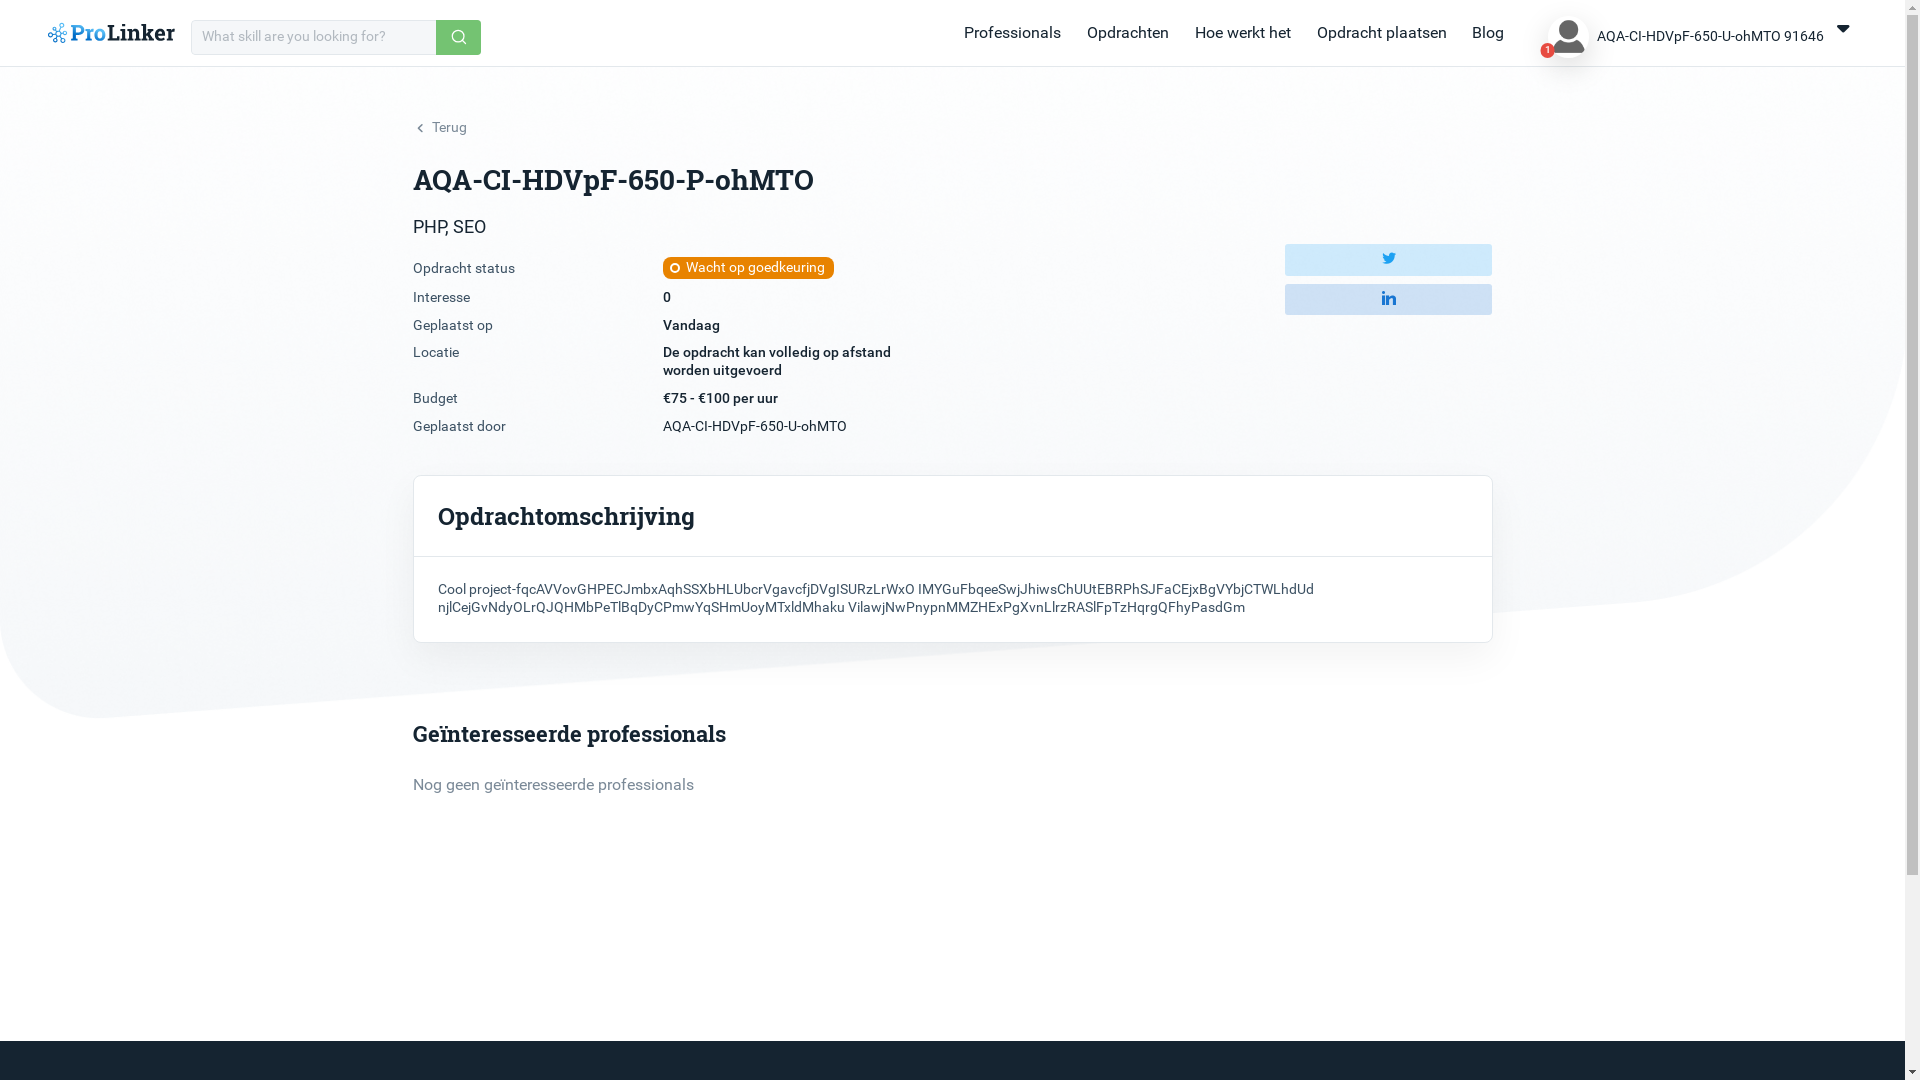 ProLinker
What skill are you looking for?
Professionals
Opdrachten
Hoe werkt het
Opdracht plaatsen
Blog
1
AQA-CI-HDVpF-650-U-ohMTO 91646
Terug
AQA-CI-HDVpF-650-P-ohMTO
PHP, SEO
Opdracht status
Wacht op goedkeuring
Interesse
0
Geplaatst op
Vandaag
Locatie
De opdracht kan volledig op afstand
worden uitgevoerd
Budget
€75 - €100 per uur
Geplaatst door
AQA-CI-HDVpF-650-U-ohMTO
in
Opdrachtomschrijving
Cool project-fqcAVVovGHPECJmbxAqhSSXbHLUbcrVgavcfjDVgISURzLrWxO IMYGuFbqeeSwjJhiwsChUUtEBRPhSJFaCEjxBgVYbjCTWLhdUd
njlCejGvNdyOLrQJQHMbPeTlBqDyCPmwYqSHmUoyMTxldMhaku VilawjNwPnypnMMZHExPgXvnLlrzRASlFpTzHqrgQFhyPasdGm
Geïnteresseerde professionals
Nog geen geïnteresseerde professionals